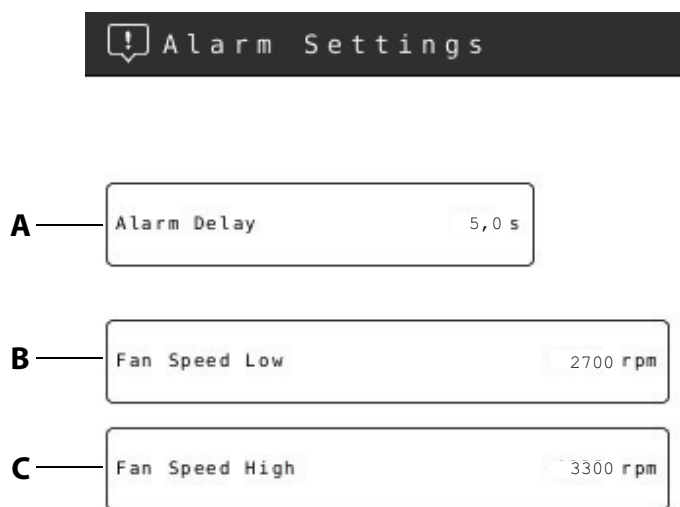 Alarm Settings
A Alarm Delay 5,0 s
B Fan Speed Low 2700 rpm
C Fan Speed High 3300 rpm